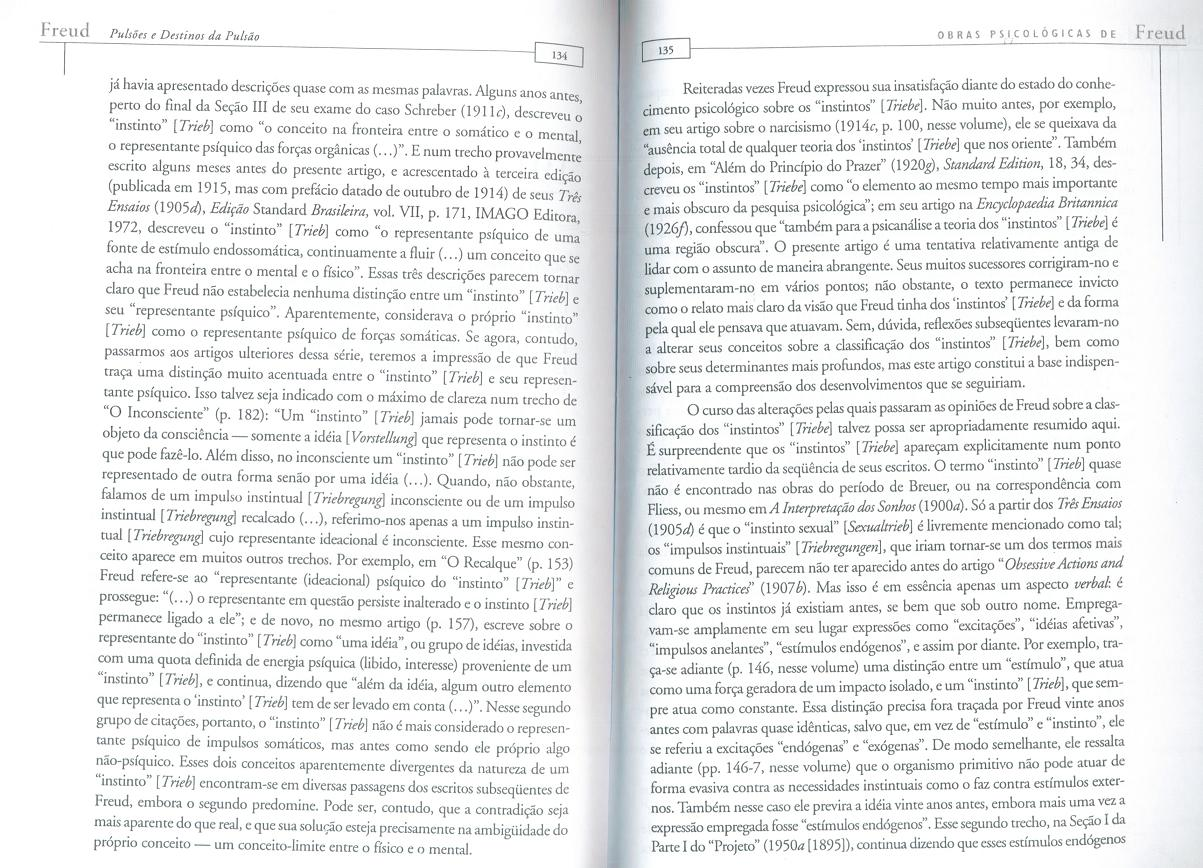 Freud Pulsões e Destinos da Pulsão
134
já havia apresentado descrições quase com as mesmas palavras. Alguns anos antes,
perto do final da Seção III de seu exame do caso Schreber (1911c), descreveu o
“instinto” [Trieb] como “o conceito na fronteira entre o somático e o mental,
o representante psíquico das forças orgânicas (...)”. E num trecho provavelmente
escrito alguns meses antes do presente artigo, e acrescentado à terceira edição
(publicada em 1915, mas com prefácio datado de outubro de 1914) de seus Três
Ensaios (1905d), Edição Standard Brasileira, vol. VII, p. 171, IMAGO Editora,
1972, descreveu o “instinto” [Trieb] como “o representante psíquico de uma
fonte de estímulo endossomática, continuamente a fluir (...) um conceito que se
acha na fronteira entre o mental e o físico”. Essas três descrições parecem tornar
claro que Freud não estabelecia nenhuma distinção entre um “instinto” [Trieb] e
seu “representante psíquico”. Aparentemente, considerava o próprio “instinto”
[Trieb] como o representante psíquico de forças somáticas. Se agora, contudo,
passarmos aos artigos ulteriores dessa série, teremos a impressão de que Freud
traça uma distinção muito acentuada entre o “instinto” [Trieb] e seu represen-
tante psíquico. Isso talvez seja indicado com o máximo de clareza num trecho de
“O Inconsciente” (p. 182): “Um “instinto” [Trieb] jamais pode tornar-se um
objeto da consciência — somente a idéia [Vorstellung] que representa o instinto é
que pode fazê-lo. Além disso, no inconsciente um “instinto” [Trieb] não pode ser
representado de outra forma senão por uma idéia (...). Quando, não obstante,
falamos de um impulso instintual [Triebregung] inconsciente ou de um impulso
instintual [Triebregung] recalcado (...), referimo-nos apenas a um impulso instin-
tual [Triebregung] cujo representante ideacional é inconsciente. Esse mesmo con-
ceito aparece em muitos outros trechos. Por exemplo, em “O Recalque” (p. 153)
Freud refere-se ao “representante (ideacional) psíquico do “instinto” [Trieb]” e
prossegue: “(...) o representante em questão persiste inalterado e o instinto [Trieb]
permanece ligado a ele”; e de novo, no mesmo artigo (p. 157), escreve sobre o
representante do “instinto” [Trieb] como “uma idéia”, ou grupo de idéias, investida
com uma quota definida de energia psíquica (libido, interesse) proveniente de um
“instinto” [Trieb], e continua, dizendo que “além da idéia, algum outro elemento
que representa o ‘instinto’ [Trieb] tem de ser levado em conta (...)”. Nesse segundo
grupo de citações, portanto, o “instinto” [Trieb] não é mais considerado o represen-
tante psíquico de impulsos somáticos, mas antes como sendo ele próprio algo
não-psíquico. Esses dois conceitos aparentemente divergentes da natureza de um
“instinto” [Trieb] encontram-se em diversas passagens dos escritos subseqüentes de
Freud, embora o segundo predomine. Pode ser, contudo, que a contradição seja
mais aparente do que real, e que sua solução esteja precisamente na ambigüidade do
próprio conceito — um conceito-limite entre o físico e o mental.
135
OBRAS PSICOLÓGICAS DE Freud
Reiteradas vezes Freud expressou sua insatisfação diante do estado do conhe-
cimento psicológico sobre os “instintos” [Triebe]. Não muito antes, por exemplo,
em seu artigo sobre o narcisismo (1914c, p. 100, nesse volume), ele se queixava da
“ausência total de qualquer teoria dos ‘instintos’ [Triebe] que nos oriente”. Também
depois, em “Além do Princípio do Prazer” (1920g), Standard Edition, 18, 34, des-
creveu os “instintos” [Triebe] como “o elemento ao mesmo tempo mais importante
e mais obscuro da pesquisa psicológica”; em seu artigo na Encyclopaedia Britannica
(1926f), confessou que “também para a psicanálise a teoria dos “instintos” [Triebe] é
uma região obscura”. O presente artigo é uma tentativa relativamente antiga de
lidar com o assunto de maneira abrangente. Seus muitos sucessores corrigiram-no e
suplementaram-no em vários pontos; não obstante, o texto permanece invicto
como o relato mais claro da visão que Freud tinha dos ‘instintos’ [Triebe] e da forma
pela qual ele pensava que atuavam. Sem, dúvida, reflexões subseqüentes levaram-no
a alterar seus conceitos sobre a classificação dos “instintos” [Triebe], bem como
sobre seus determinantes mais profundos, mas este artigo constitui a base indispen-
sável para a compreensão dos desenvolvimentos que se seguiriam.
O curso das alterações pelas quais passaram as opiniões de Freud sobre a clas-
sificação dos “instintos” [Triebe] talvez possa ser apropriadamente resumido aqui.
É surpreendente que os “instintos” [Triebe] apareçam explicitamente num ponto
relativamente tardio da seqüência de seus escritos. O termo “instinto” [Trieb] quase
não é encontrado nas obras do período de Breuer, ou na correspondência com
Fliess, ou mesmo em A Interpretação dos Sonhos (1900a). Só a partir dos Três Ensaios
(1905d) é que o “instinto sexual” [Sexualtrieb] é livremente mencionado como tal;
os “impulsos instintuais” [Triebregungen], que iriam tornar-se um dos termos mais
comuns de Freud, parecem não ter aparecido antes do artigo “Obsessive Actions and
Religious Practices” (1907b). Mas isso é em essência apenas um aspecto verbal: é
claro que os instintos já existiam antes, se bem que sob outro nome. Emprega-
vam-se amplamente em seu lugar expressões como “excitações”, “idéias afetivas”,
“impulsos anelantes”, “estímulos endógenos”, e assim por diante. Por exemplo, tra-
ça-se adiante (p. 146, nesse volume) uma distinção entre um “estímulo”, que atua
como uma força geradora de um impacto isolado, e um “instinto” [Trieb], que sem-
pre atua como constante. Essa distinção precisa fora traçada por Freud vinte anos
antes com palavras quase idênticas, salvo que, em vez de “estímulo” e “instinto”, ele
se referiu a excitações “endógenas” e “exógenas”. De modo semelhante, ele ressalta
adiante (pp. 146-7, nesse volume) que o organismo primitivo não pode atuar de
forma evasiva contra as necessidades instintuais como o faz contra estímulos exter-
nos. Também nesse caso ele previra a idéia vinte anos antes, embora mais uma vez a
expressão empregada fosse “estímulos endógenos”. Esse segundo trecho, na Seção I da
Parte I do “Projeto” (1950a [1895]), continua dizendo que esses estímulos endógenos